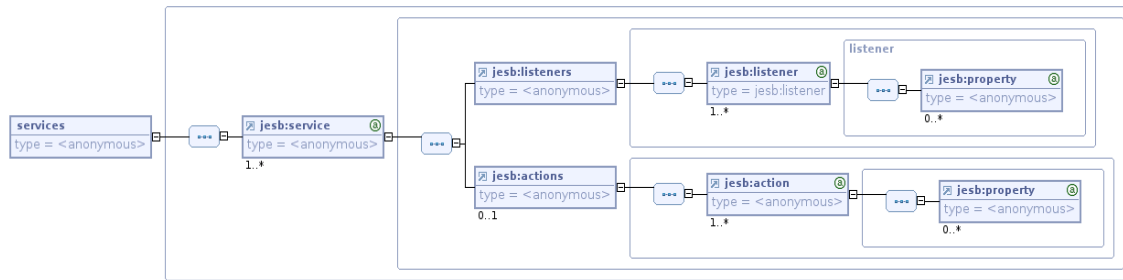 services
type = <anonymous>
jesb:service
type = <anonymous>
1..*
jesb:listeners
type = <anonymous>
jesb:listener
type = jesb:listener
1..*
listener
jesb:property
type = <anonymous>
0..*
jesb:actions
type = <anonymous>
0..1
jesb:action
type = <anonymous>
1..*
jesb:property
type = <anonymous>
0..*